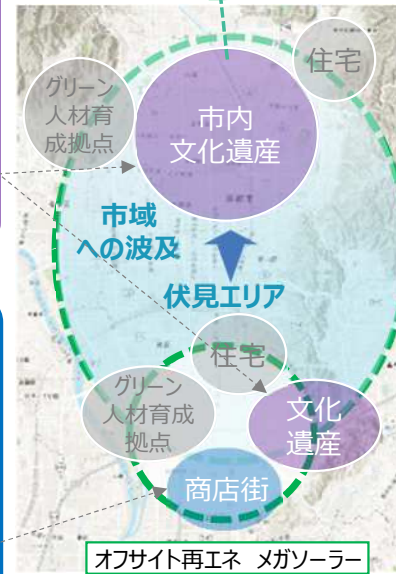 住宅
グリーン
人材育
成拠点
市内
文化遺産
市域
への波及
伏見エリア
住宅
グリーン
人材育成
拠点
文化
遺産
商店街
オフサイト再エネ メガソーラー